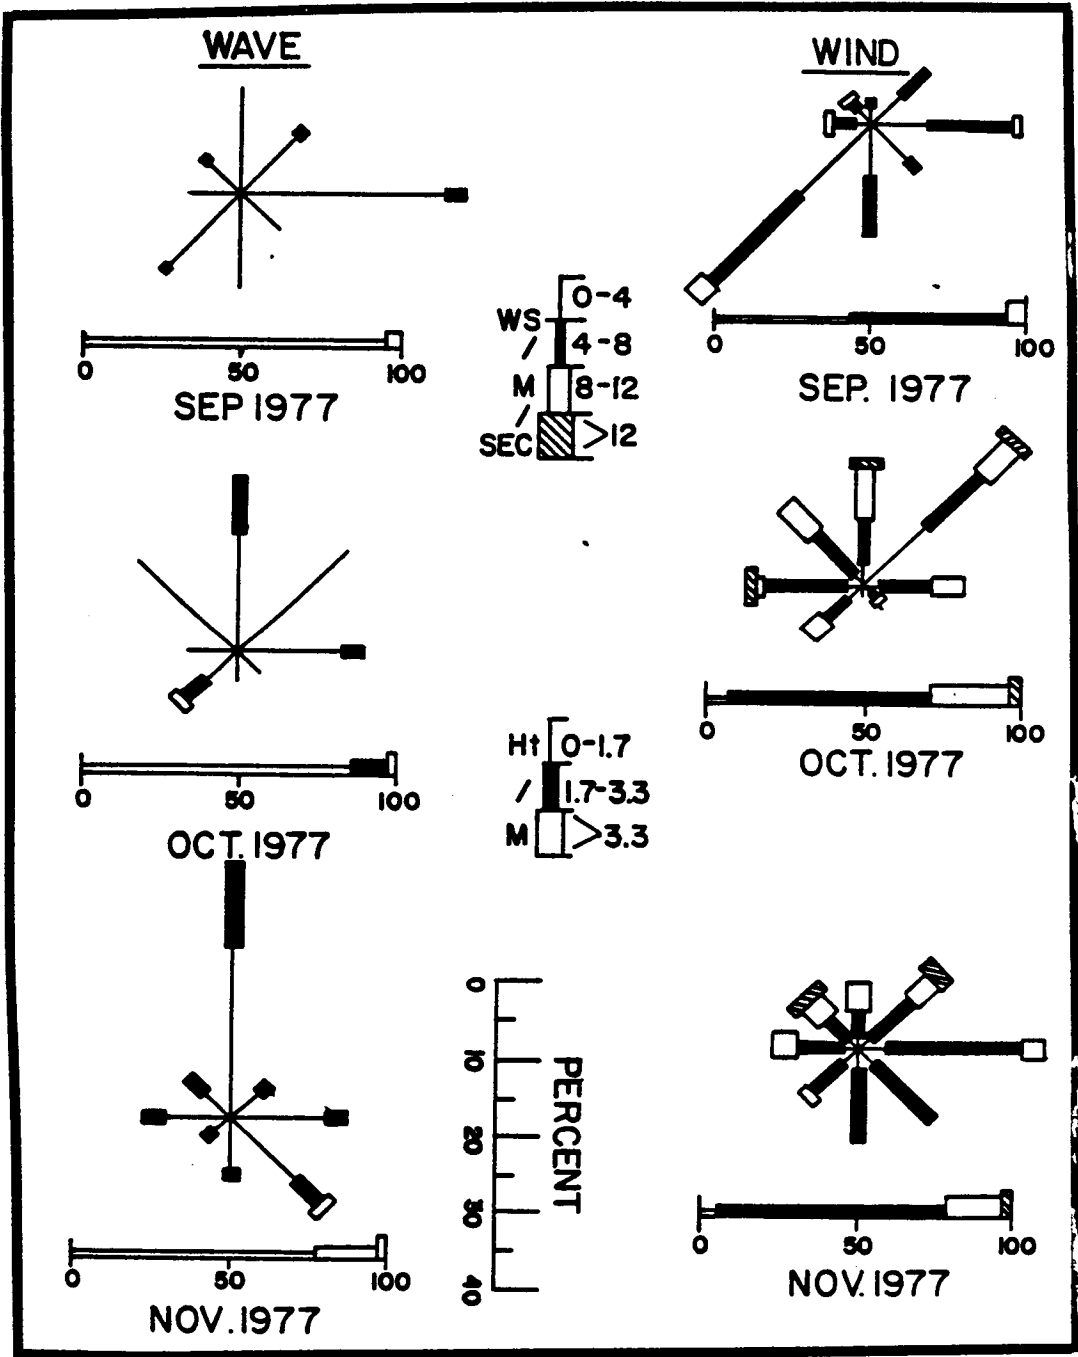 WAVE
WIND
0 50 100
SEP 1977
WS / M / SEC
0-4
4-8
8-12
>12
0 50 100
SEP. 1977
0 50 100
OCT. 1977
Ht / M
0-1.7
1.7-3.3
>3.3
0 50 100
OCT. 1977
0 50 100
NOV. 1977
0 10 20 30 40
PERCENT
0 50 100
NOV. 1977